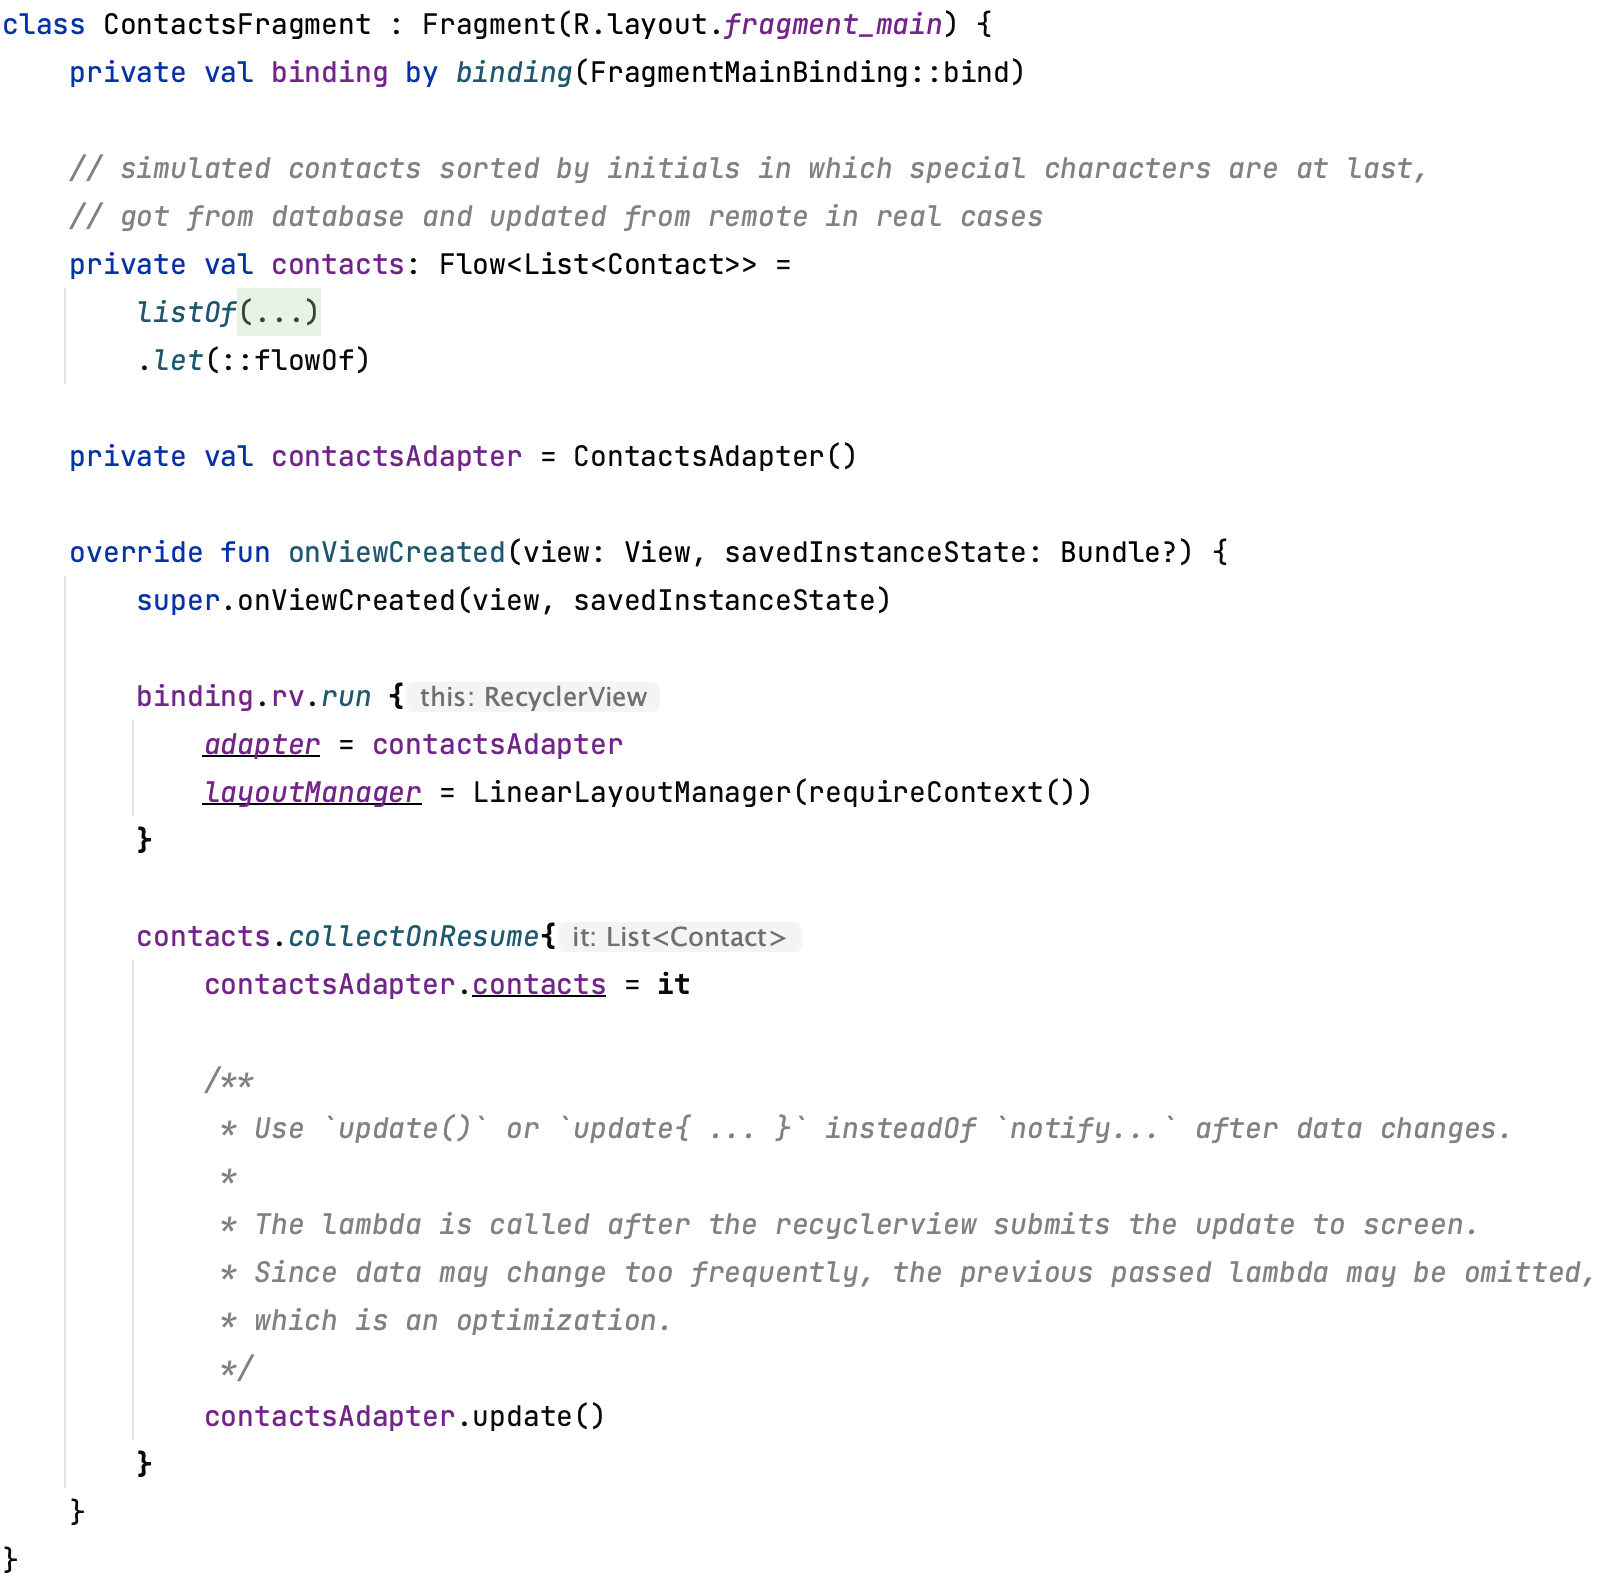 class ContactsFragment : Fragment(R.layout.fragment_main) {
    private val binding by binding(FragmentMainBinding::bind)

    // simulated contacts sorted by initials in which special characters are at last,
    // got from database and updated from remote in real cases
    private val contacts: Flow<List<Contact>> =
        listOf(...)
        .let(::flowOf)

    private val contactsAdapter = ContactsAdapter()

    override fun onViewCreated(view: View, savedInstanceState: Bundle?) {
        super.onViewCreated(view, savedInstanceState)

        binding.rv.run { this: RecyclerView
            adapter = contactsAdapter
            layoutManager = LinearLayoutManager(requireContext())
        }

        contacts.collectOnResume{ it: List<Contact>
            contactsAdapter.contacts = it

            /**
             * Use `update()` or `update{ ... }` insteadOf `notify...` after data changes.
             *
             * The lambda is called after the recyclerview submits the update to screen.
             * Since data may change too frequently, the previous passed lambda may be omitted,
             * which is an optimization.
             */
            contactsAdapter.update()
        }
    }
}